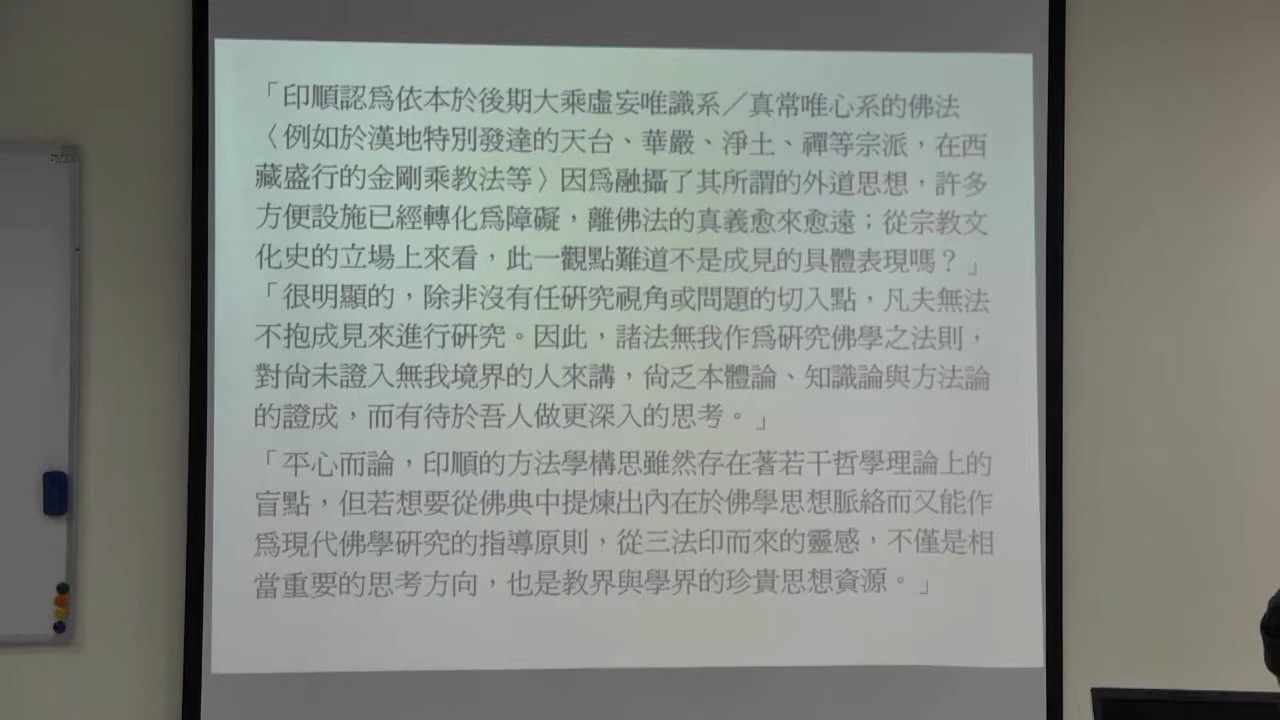 「印順認爲依本於後期大乘虛妄唯識系／真常唯心系的佛法
〈例如於漢地特別發達的天台、華嚴、淨土、禪等宗派，在西
藏盛行的金剛乘教法等〉因爲融攝了其所謂的外道思想，許多
方便設施已經轉化爲障礙，離佛法的真義愈來愈遠；從宗教文
化史的立場上來看，此一觀點難道不是成見的具體表現嗎？」
「很明顯的，除非沒有任研究視角或問題的切入點，凡夫無法
不抱成見來進行研究。因此，諸法無我作爲研究佛學之法則，
對尚未證入無我境界的人來講，尚乏本體論、知識論與方法論
的證成，而有待於吾人做更深入的思考。」
「平心而論，印順的方法學構思雖然存在著若干哲學理論上的
盲點，但若想要從佛典中提煉出內在於佛學思想脈絡而又能作
爲現代佛學研究的指導原則，從三法印而來的靈感，不僅是相
當重要的思考方向，也是教界與學界的珍貴思想資源。」